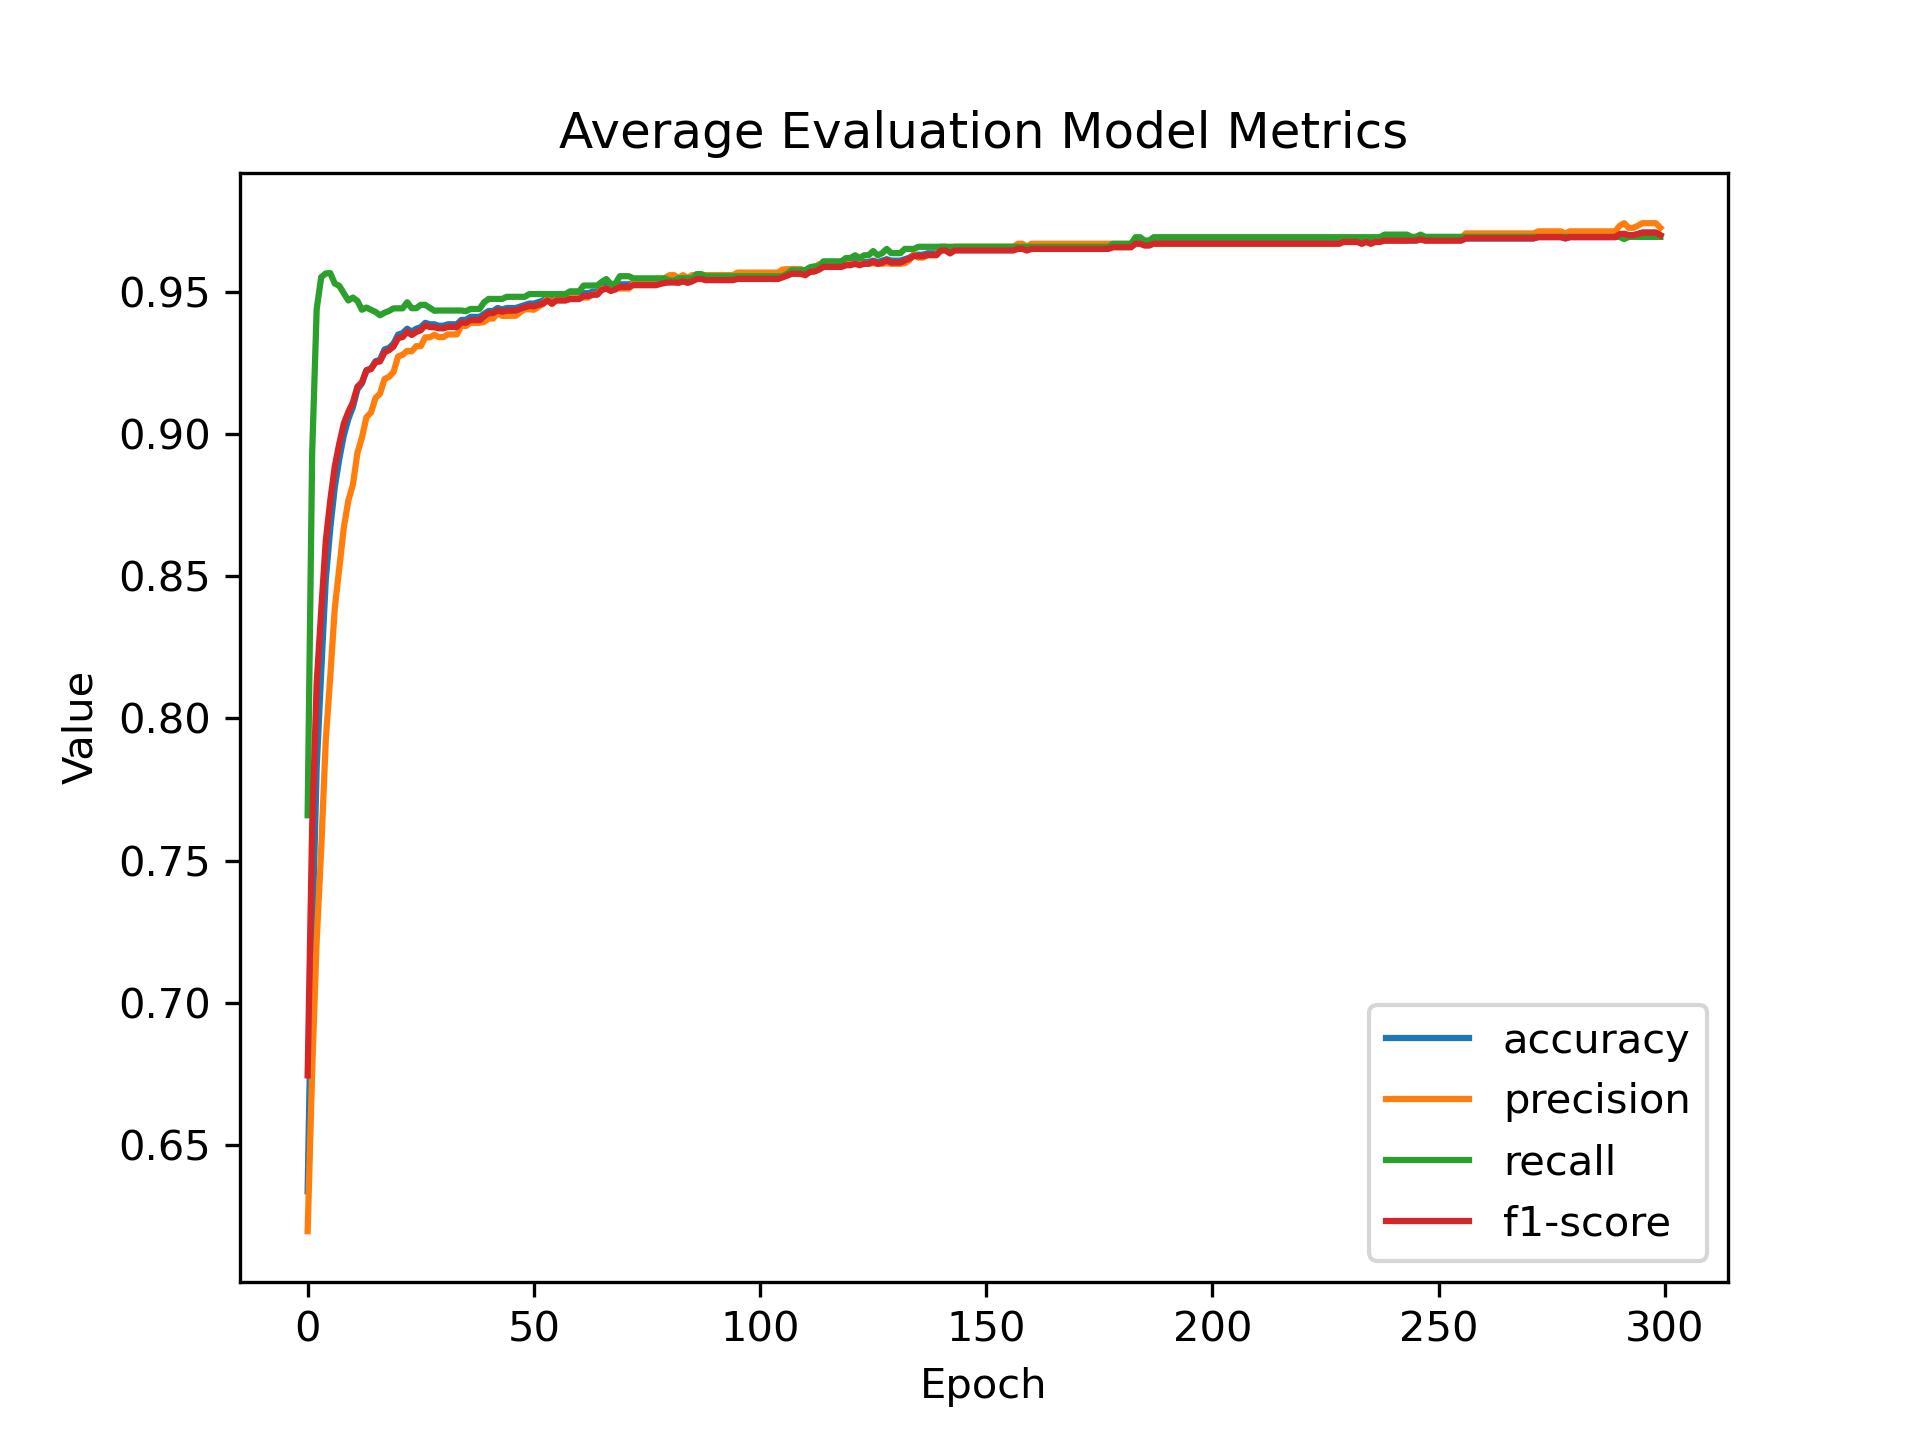 Average Evaluation Model Metrics
Value
0.95
0.90
0.85
0.80
0.75
0.70
0.65
0 50 100 150 200 250 300
Epoch
accuracy
precision
recall
f1-score